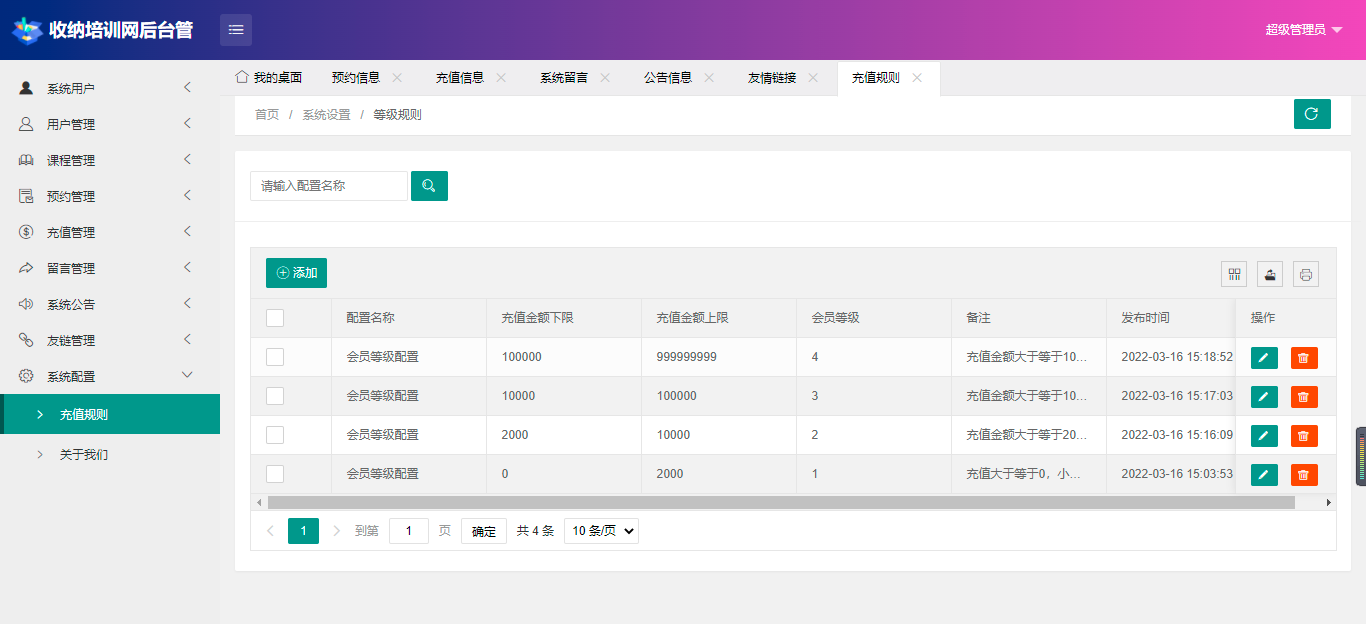 收纳培训网后台管
超级管理员
系统用户
用户管理
课程管理
预约管理
充值管理
留言管理
系统公告
友链管理
系统配置
充值规则
关于我们
我的桌面 预约信息 充值信息 系统留言 公告信息 友情链接 充值规则
首页 / 系统设置 / 等级规则
请输入配置名称
添加
配置名称 充值金额下限 充值金额上限 会员等级 备注 发布时间 操作
会员等级配置 100000 999999999 4 充值金额大于等于10... 2022-03-16 15:18:52
会员等级配置 10000 100000 3 充值金额大于等于10... 2022-03-16 15:17:03
会员等级配置 2000 10000 2 充值金额大于等于20... 2022-03-16 15:16:09
会员等级配置 0 2000 1 充值大于等于0，小... 2022-03-16 15:03:53
1 到第 1 页 确定 共 4 条 10 条/页